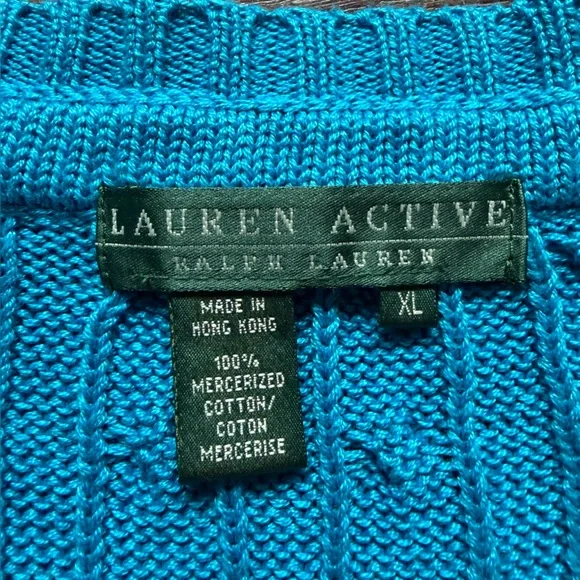 LAUREN ACTIVE
RALPH LAUREN
XL
MADE IN
HONG KONG
100%
MERCERIZED
COTTON/
COTON
MERCERISE